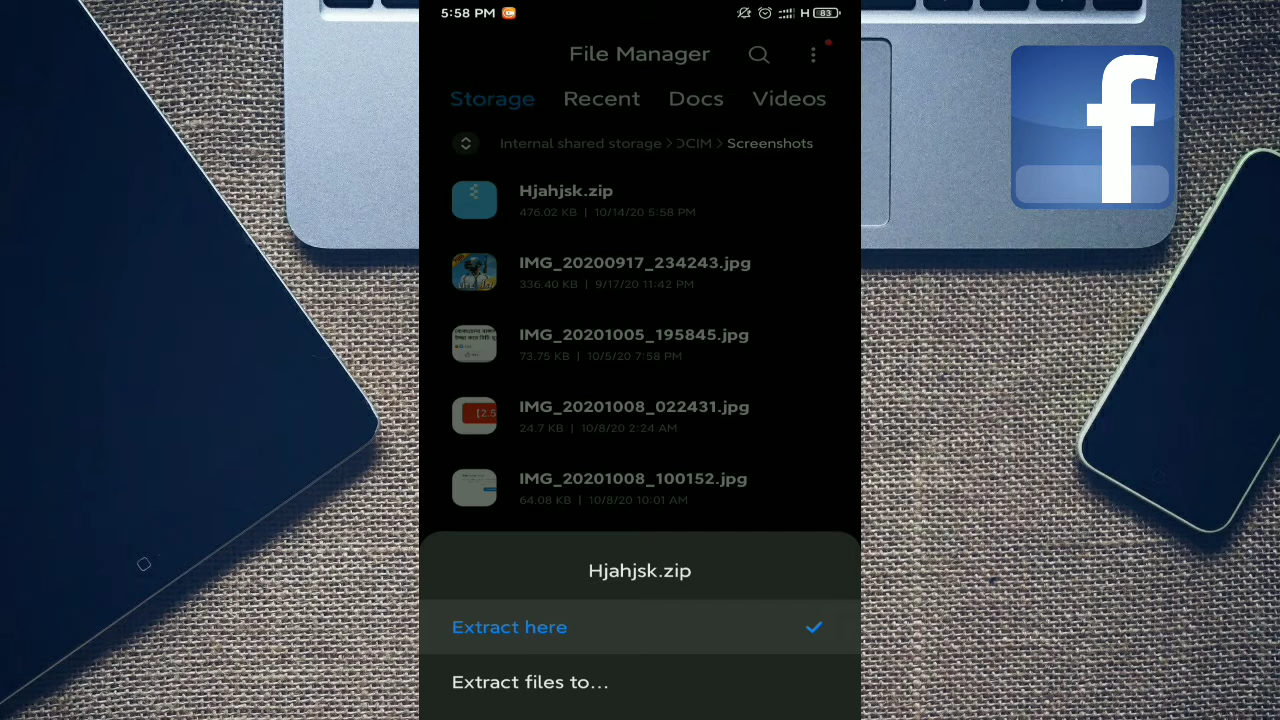 5:58 PM
H 83
File Manager
Storage Recent Docs Videos
Internal shared storage > DCIM > Screenshots
Hjahjsk.zip
476.02 KB | 10/14/20 5:58 PM
IMG_20200917_234243.jpg
336.40 KB | 9/17/20 11:42 PM
IMG_20201005_195845.jpg
73.75 KB | 10/5/20 7:58 PM
IMG_20201008_022431.jpg
[2.5
24.7 KB | 10/8/20 2:24 AM
IMG_20201008_100152.jpg
64.08 KB | 10/8/20 10:01 AM
Hjahjsk.zip
Extract here
Extract files to...
f